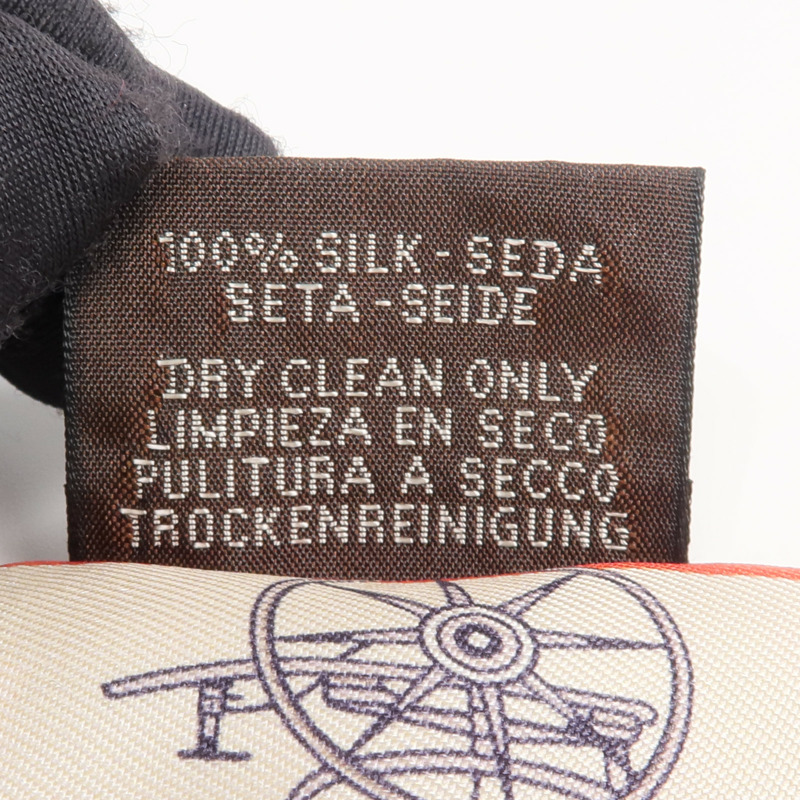 100% SILK - SEDA
SETA - SEIDE
DRY CLEAN ONLY
LIMPIEZA EN SECO
PULITURA A SECCO
TROCKENREINIGUNG